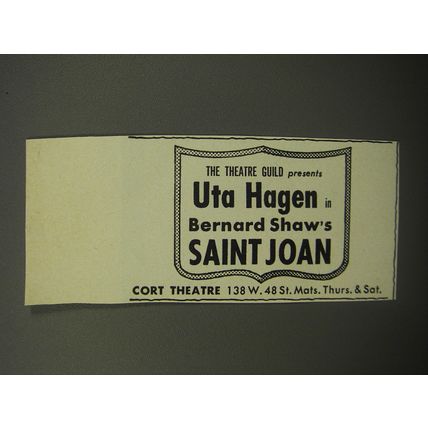 THE THEATRE GUILD presents
Uta Hagen in
Bernard Shaw's
SAINT JOAN
CORT THEATRE 138 W. 48 St. Mats. Thurs. & Sat.